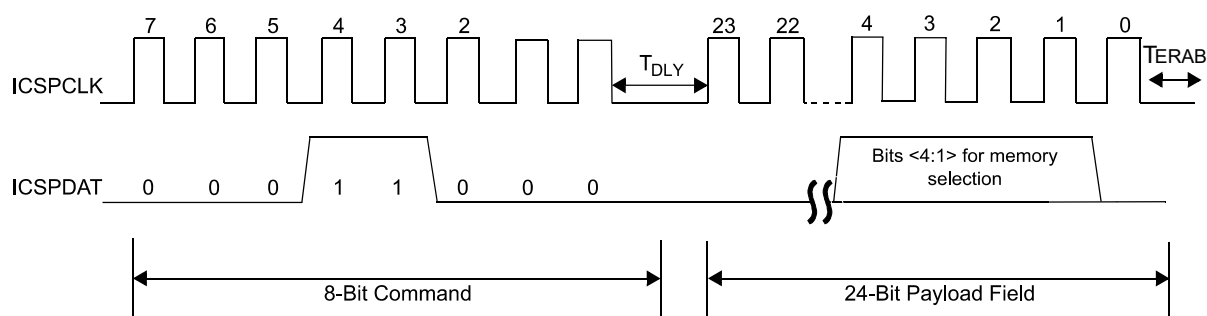 7 6 5 4 3 2 23 22 4 3 2 1 0
ICSPCLK TDLY TERAB
ICSPDAT 0 0 0 1 1 0 0 0
Bits <4:1> for memory
selection
8-Bit Command 24-Bit Payload Field